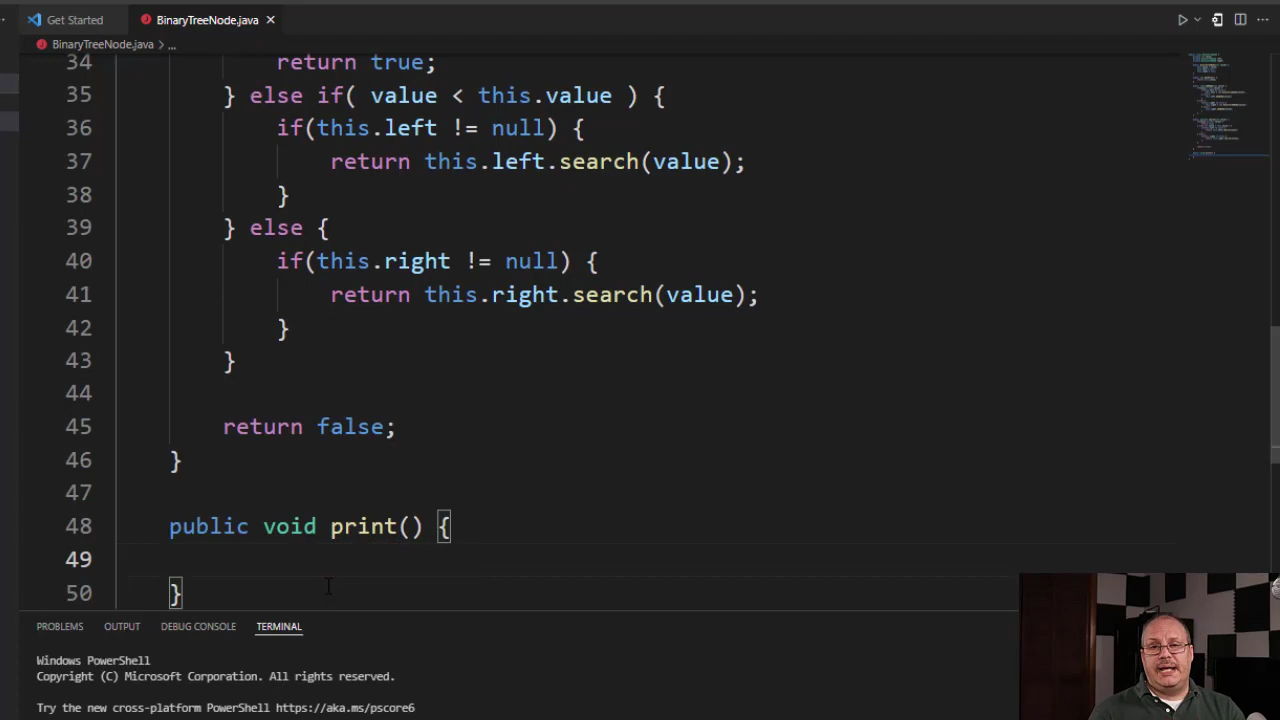 Get Started
BinaryTreeNode.java
BinaryTreeNode.java > ...
34 return true;
35 } else if( value < this.value ) {
36 if(this.left != null) {
37 return this.left.search(value);
38 }
39 } else {
40 if(this.right != null) {
41 return this.right.search(value);
42 }
43 }
44
45 return false;
46 }
47
48 public void print() {
49
50 }
PROBLEMS OUTPUT DEBUG CONSOLE TERMINAL
Windows PowerShell
Copyright (C) Microsoft Corporation. All rights reserved.
Try the new cross-platform PowerShell https://aka.ms/pscore6